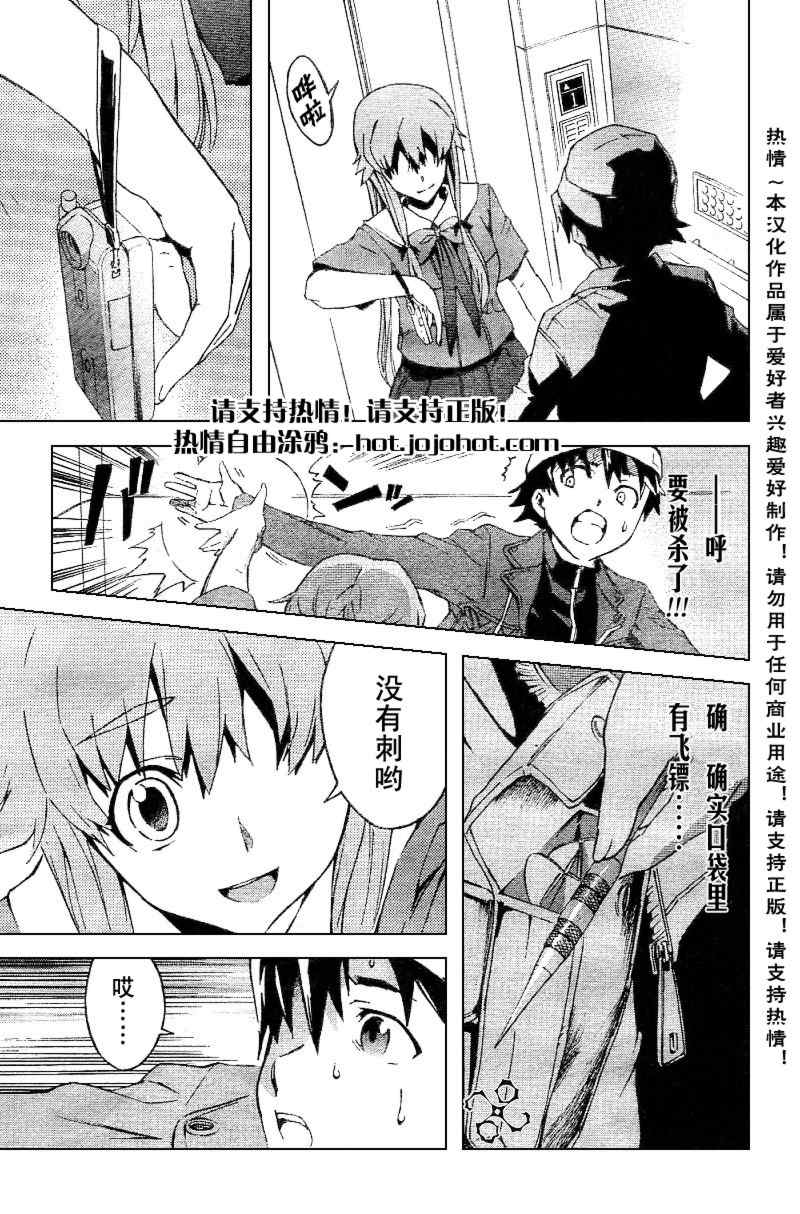 哗啦
请支持热情！请支持正版！
热情自由涂鸦：-hot.jojohot.com
——呼
要被杀了!!!
确 确实口袋里
有飞镖……
没有刺哟
哎……
热情～本汉化作品属于爱好者兴趣爱好制作！请勿用于任何商业用途！请支持正版！请支持热情！